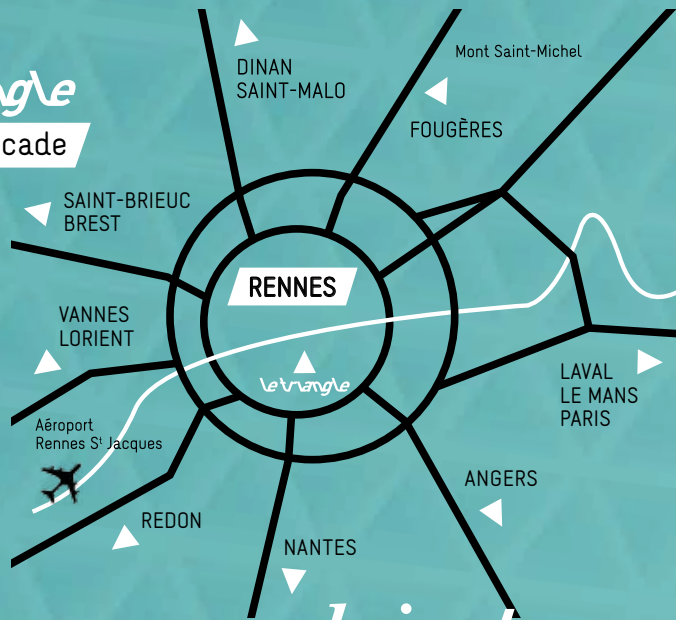 DINAN
SAINT-MALO
Mont Saint-Michel
FOUGÈRES
cade
SAINT-BRIEUC
BREST
RENNES
VANNES
LORIENT
le triangle
LAVAL
LE MANS
PARIS
Aéroport
Rennes Sᵗ Jacques
ANGERS
REDON
NANTES